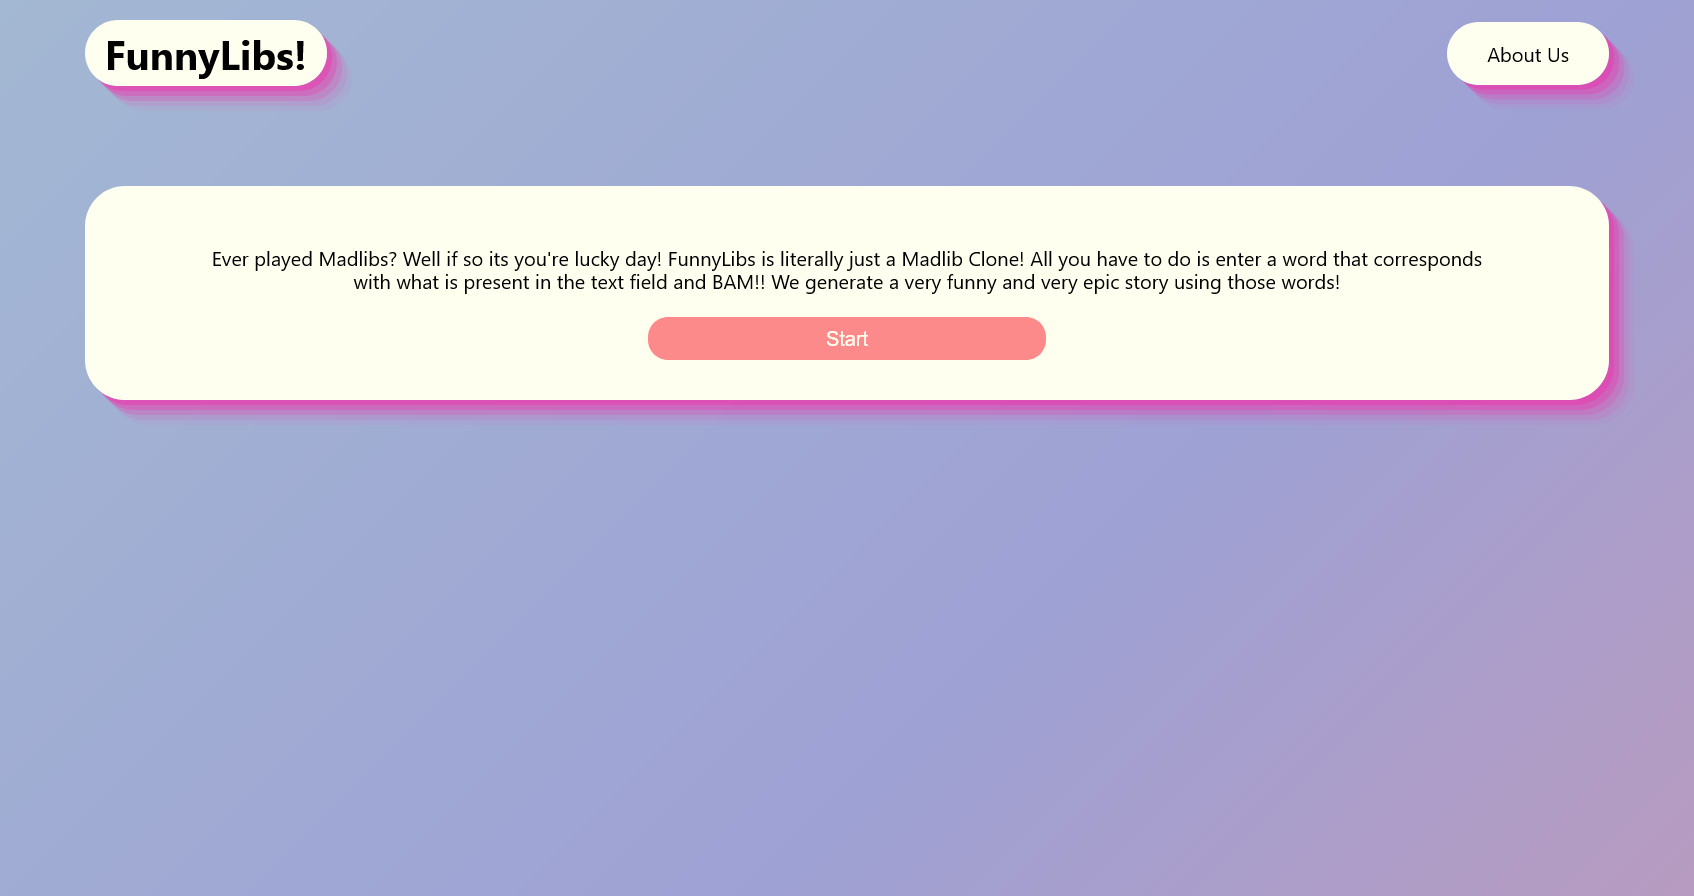 FunnyLibs!
About Us
Ever played Madlibs? Well if so its you're lucky day! FunnyLibs is literally just a Madlib Clone! All you have to do is enter a word that corresponds
with what is present in the text field and BAM!! We generate a very funny and very epic story using those words!
Start